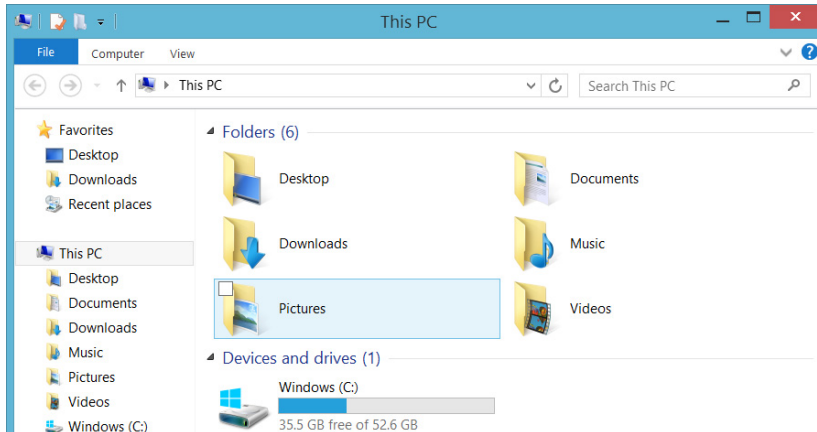 This PC
File Computer View
This PC Search This PC
Favorites
Desktop
Downloads
Recent places
This PC
Desktop
Documents
Downloads
Music
Pictures
Videos
Windows (C:)
Folders (6)
Desktop Documents
Downloads Music
Pictures Videos
Devices and drives (1)
Windows (C:)
35.5 GB free of 52.6 GB